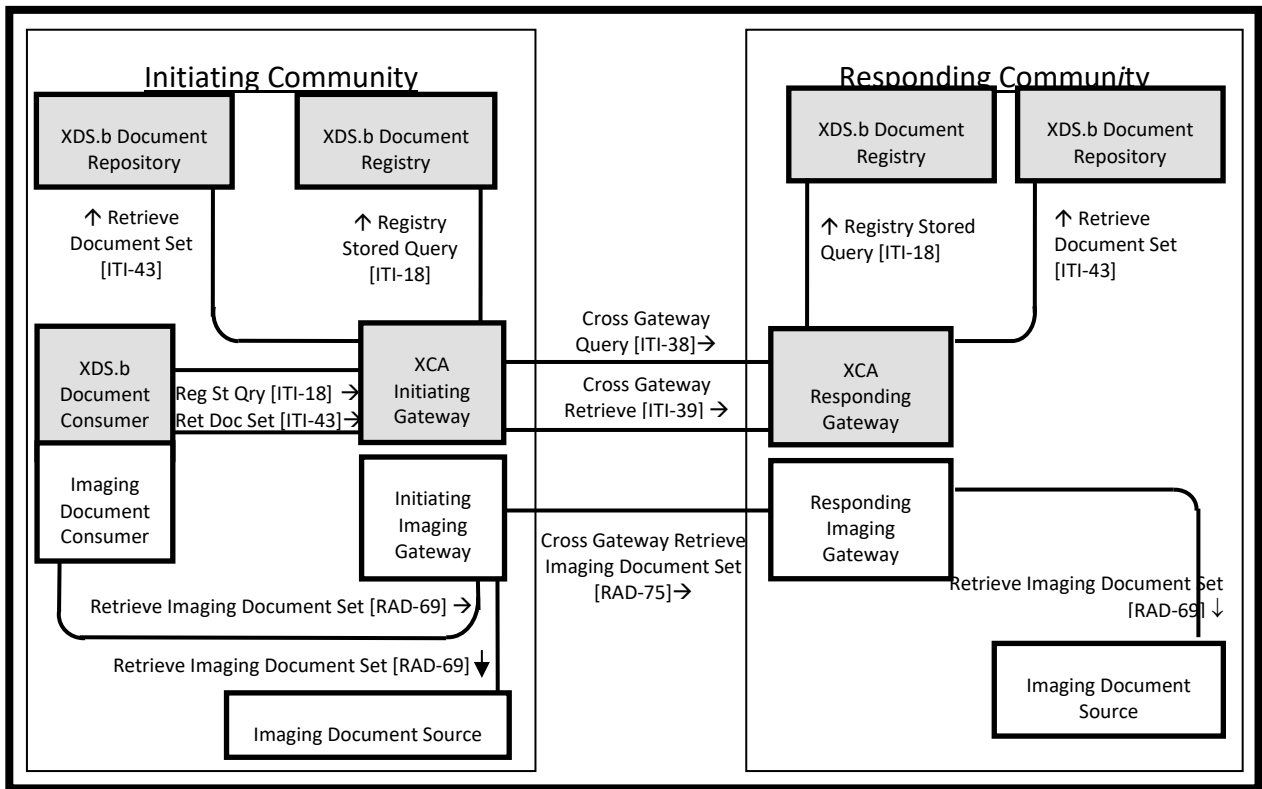 Initiating Community
Responding Community
XDS.b Document
Repository
XDS.b Document
Registry
XDS.b Document
Registry
XDS.b Document
Repository
↑ Retrieve
Document Set
[ITI-43]
↑ Registry
Stored Query
[ITI-18]
↑ Registry Stored
Query [ITI-18]
↑ Retrieve
Document Set
[ITI-43]
XDS.b
Document
Consumer
Reg St Qry [ITI-18] →
Ret Doc Set [ITI-43]→
XCA
Initiating
Gateway
Cross Gateway
Query [ITI-38]→
Cross Gateway
Retrieve [ITI-39] →
XCA
Responding
Gateway
Imaging
Document
Consumer
Initiating
Imaging
Gateway
Cross Gateway Retrieve
Imaging Document Set
[RAD-75]→
Responding
Imaging
Gateway
Retrieve Imaging Document Set [RAD-69] →
Retrieve Imaging Document Set
[RAD-69] ↓
Retrieve Imaging Document Set [RAD-69] ↓
Imaging Document Source
Imaging Document
Source